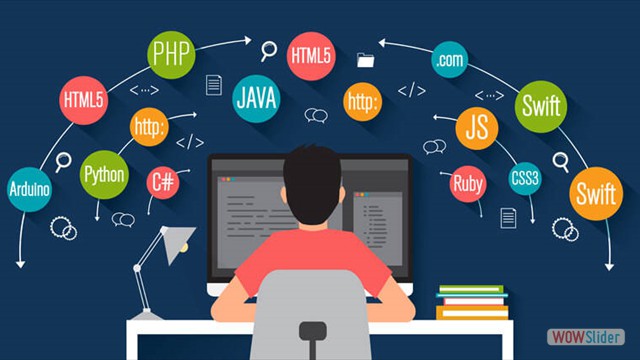 PHP
HTML5
.com
HTML5
JAVA
http:
Swift
http:
JS
Arduino
Python
C#
Ruby
CSS3
Swift
WOWSlider